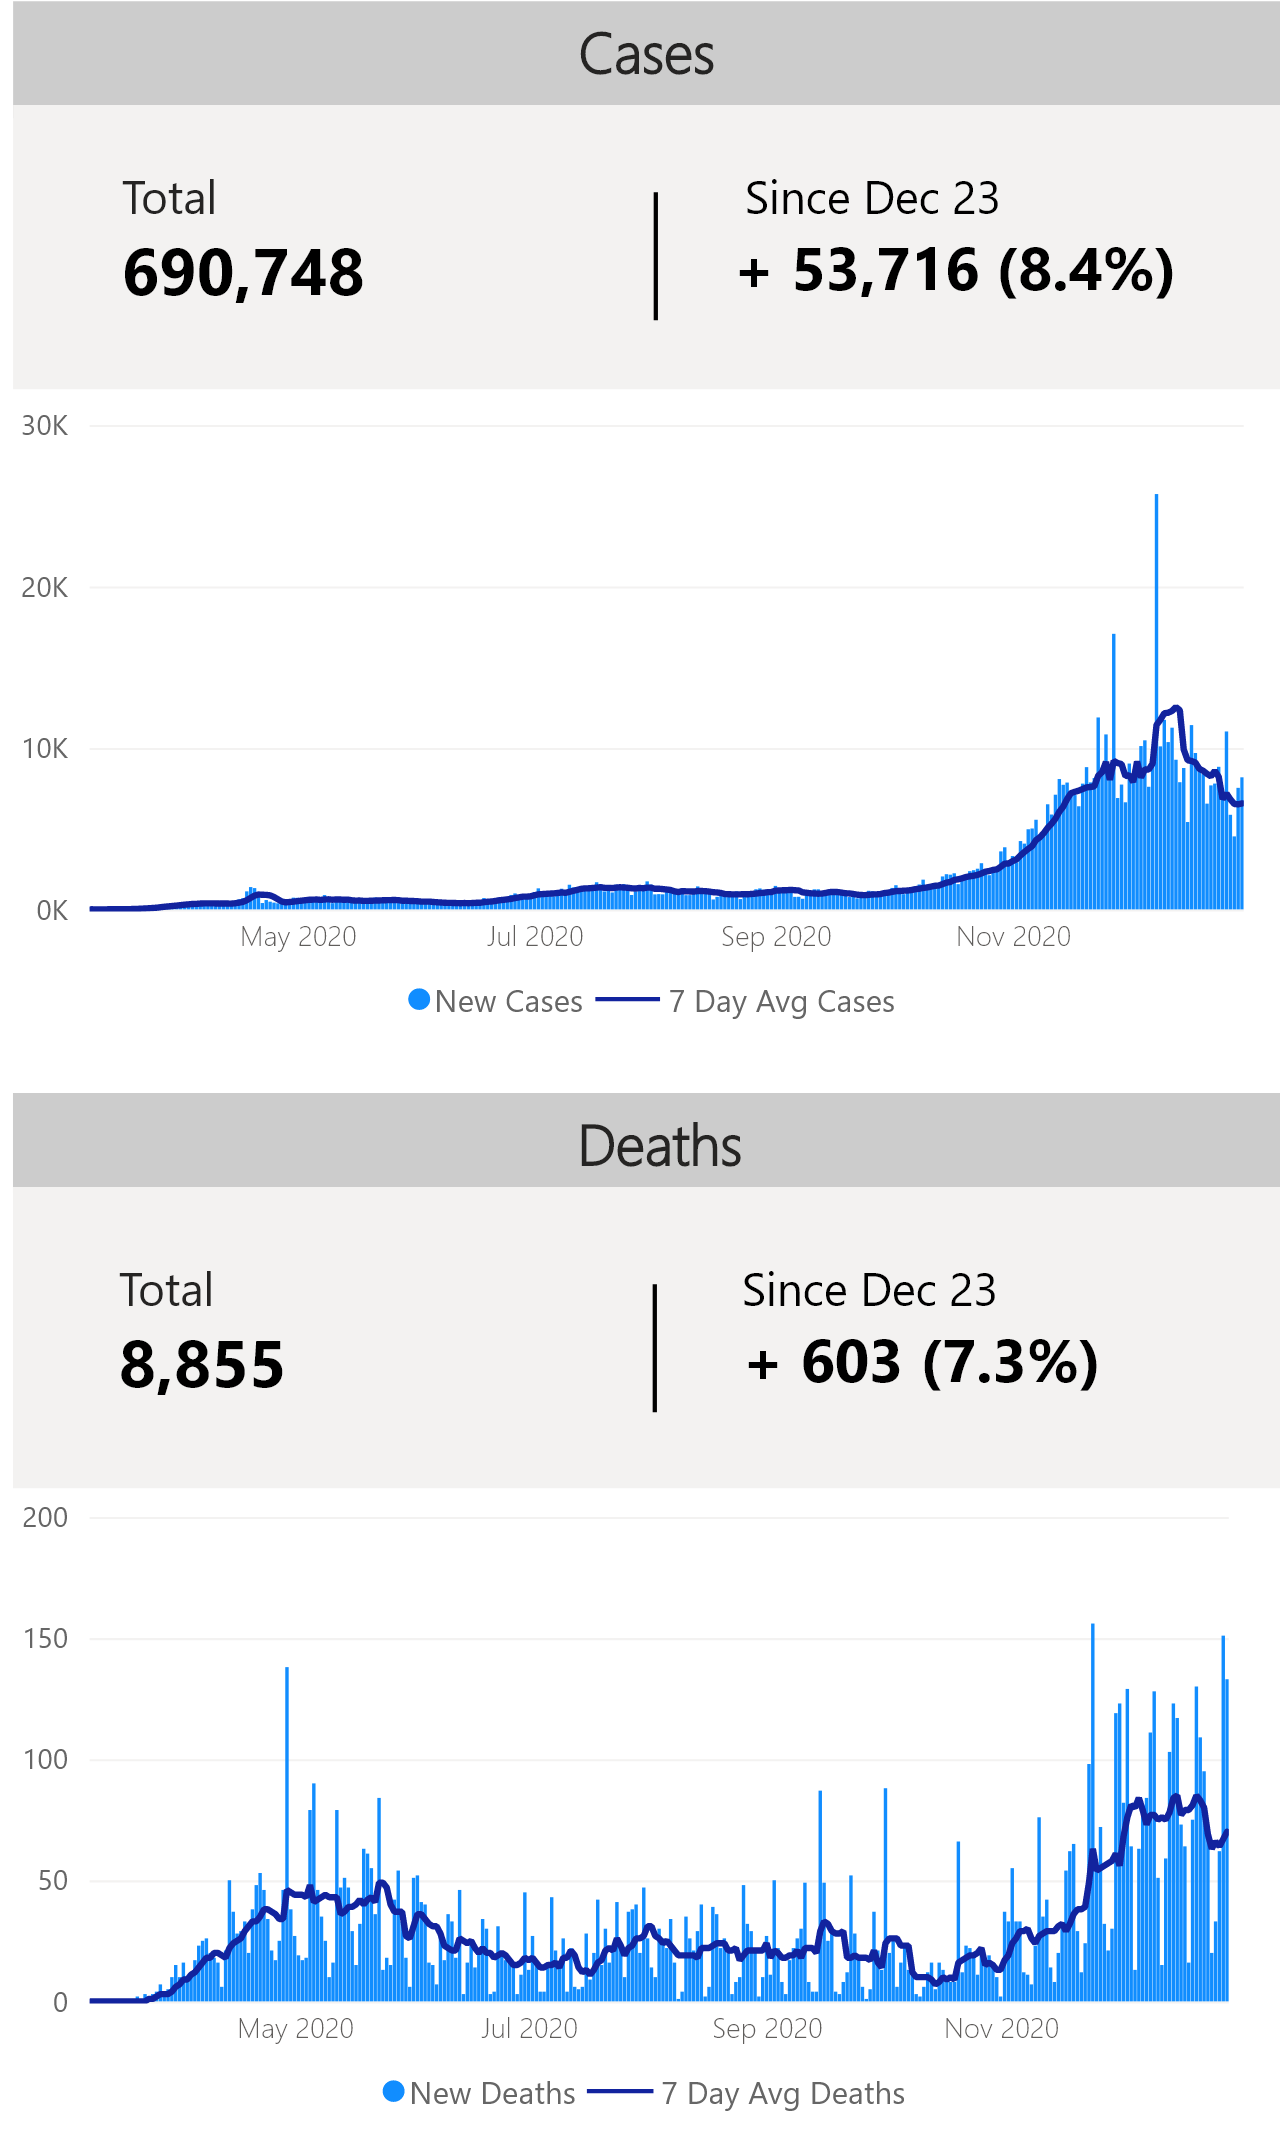 Cases
Total
Since Dec 23
690,748
+ 53,716 (8.4%)
30K
20K
10K
0K
May 2020
Jul 2020
Sep 2020
Nov 2020
New Cases
7 Day Avg Cases
Deaths
Total
Since Dec 23
8,855
+ 603 (7.3%)
200
150
100
50
0
May 2020
Jul 2020
Sep 2020
Nov 2020
New Deaths
7 Day Avg Deaths